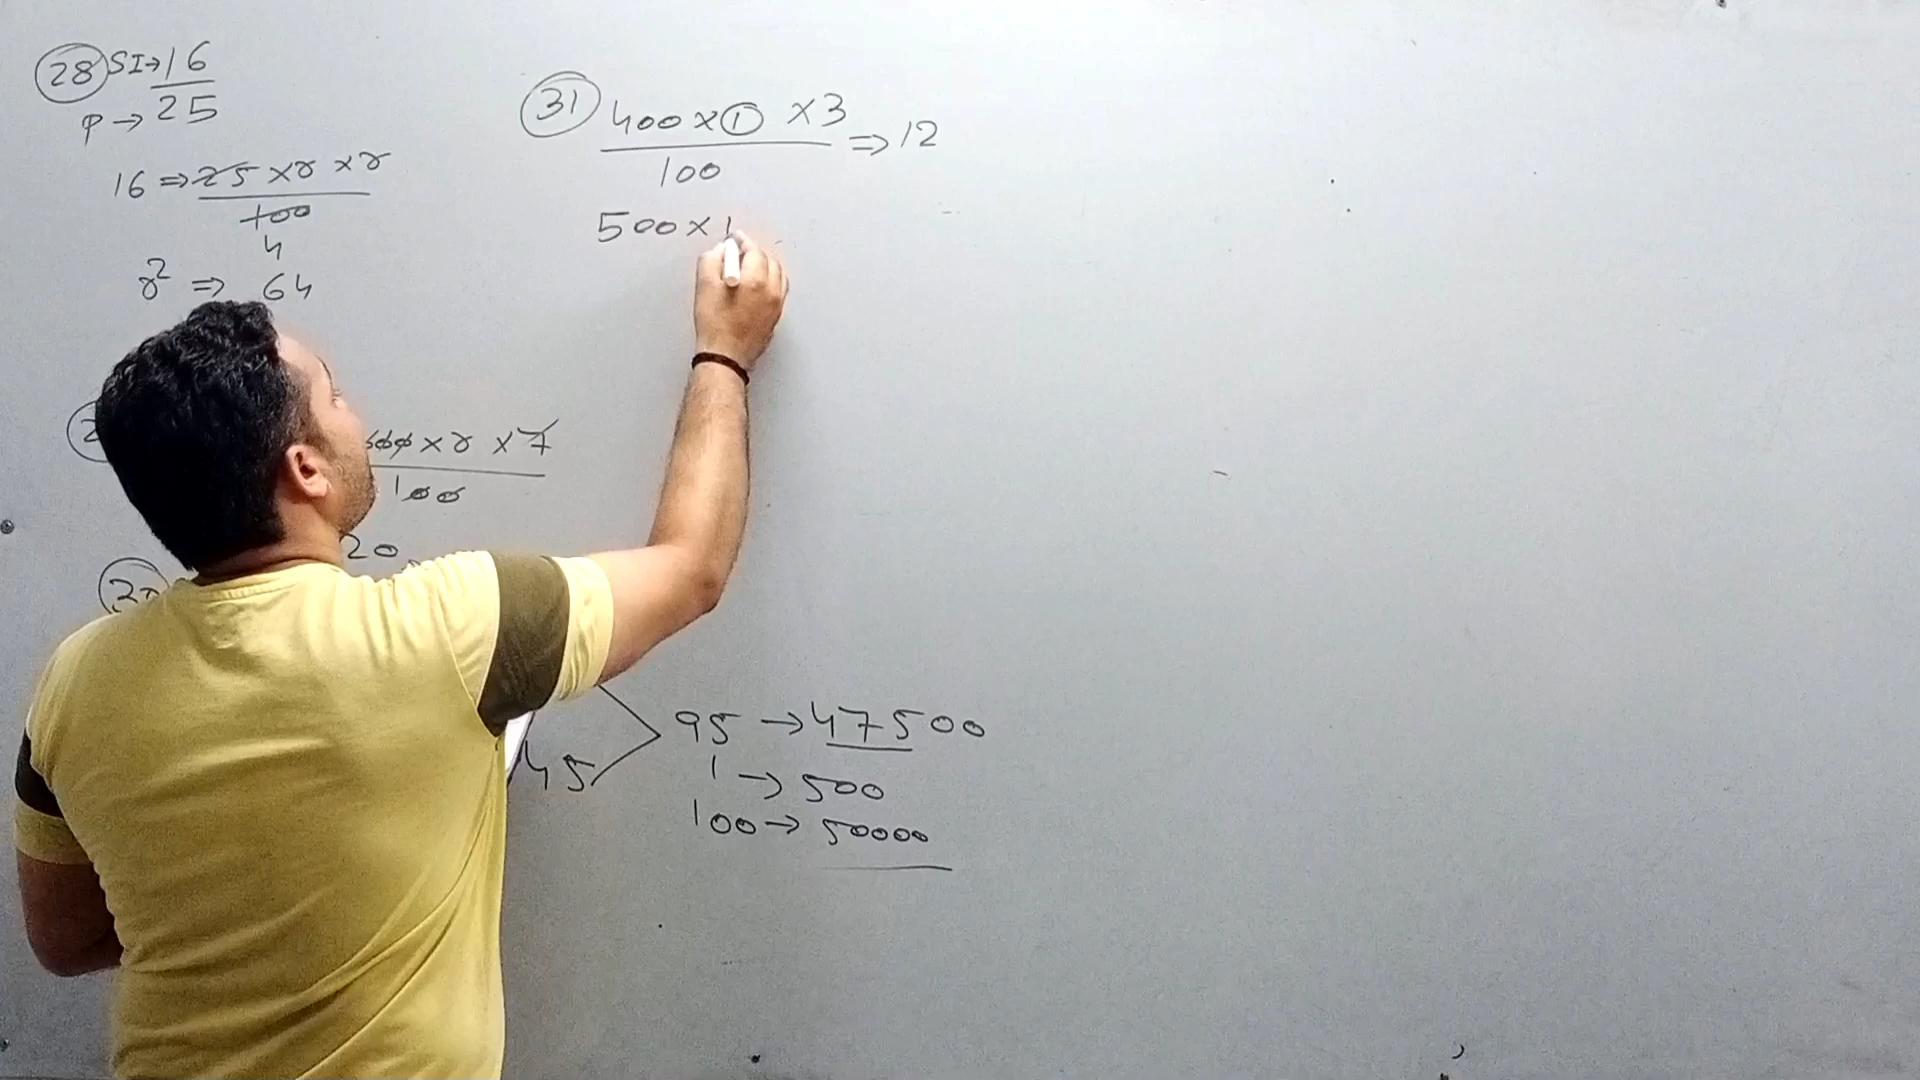 28 SI→ 16
P→ 25
16 ⇒ 25 × r × r
100
4
r² ⇒ 64
× r × 7
100
20
45
95 → 47500
1 → 500
100 → 50000
31 400 × 1 × 3 ⇒ 12
100
500 × 1